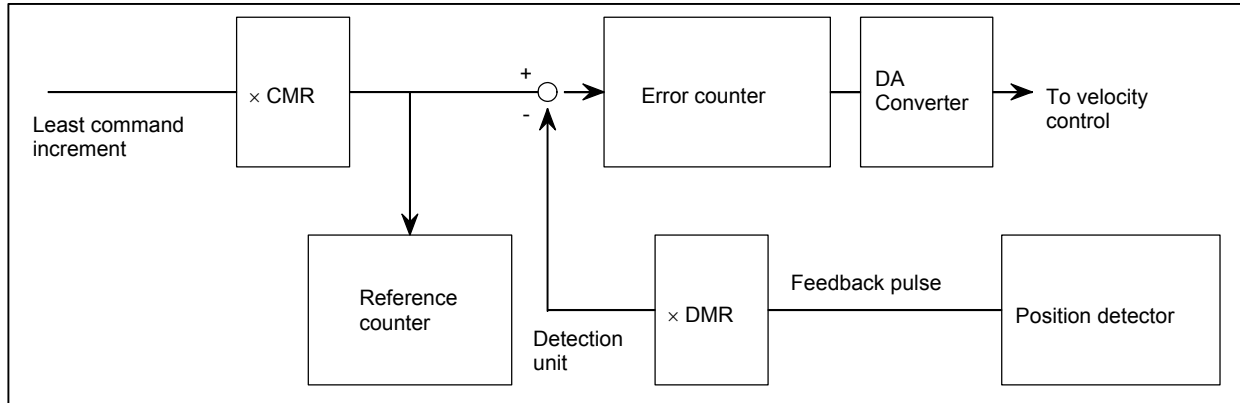 Least command
increment
× CMR
+
-
Error counter
DA
Converter
To velocity
control
Reference
counter
Detection
unit
× DMR
Feedback pulse
Position detector